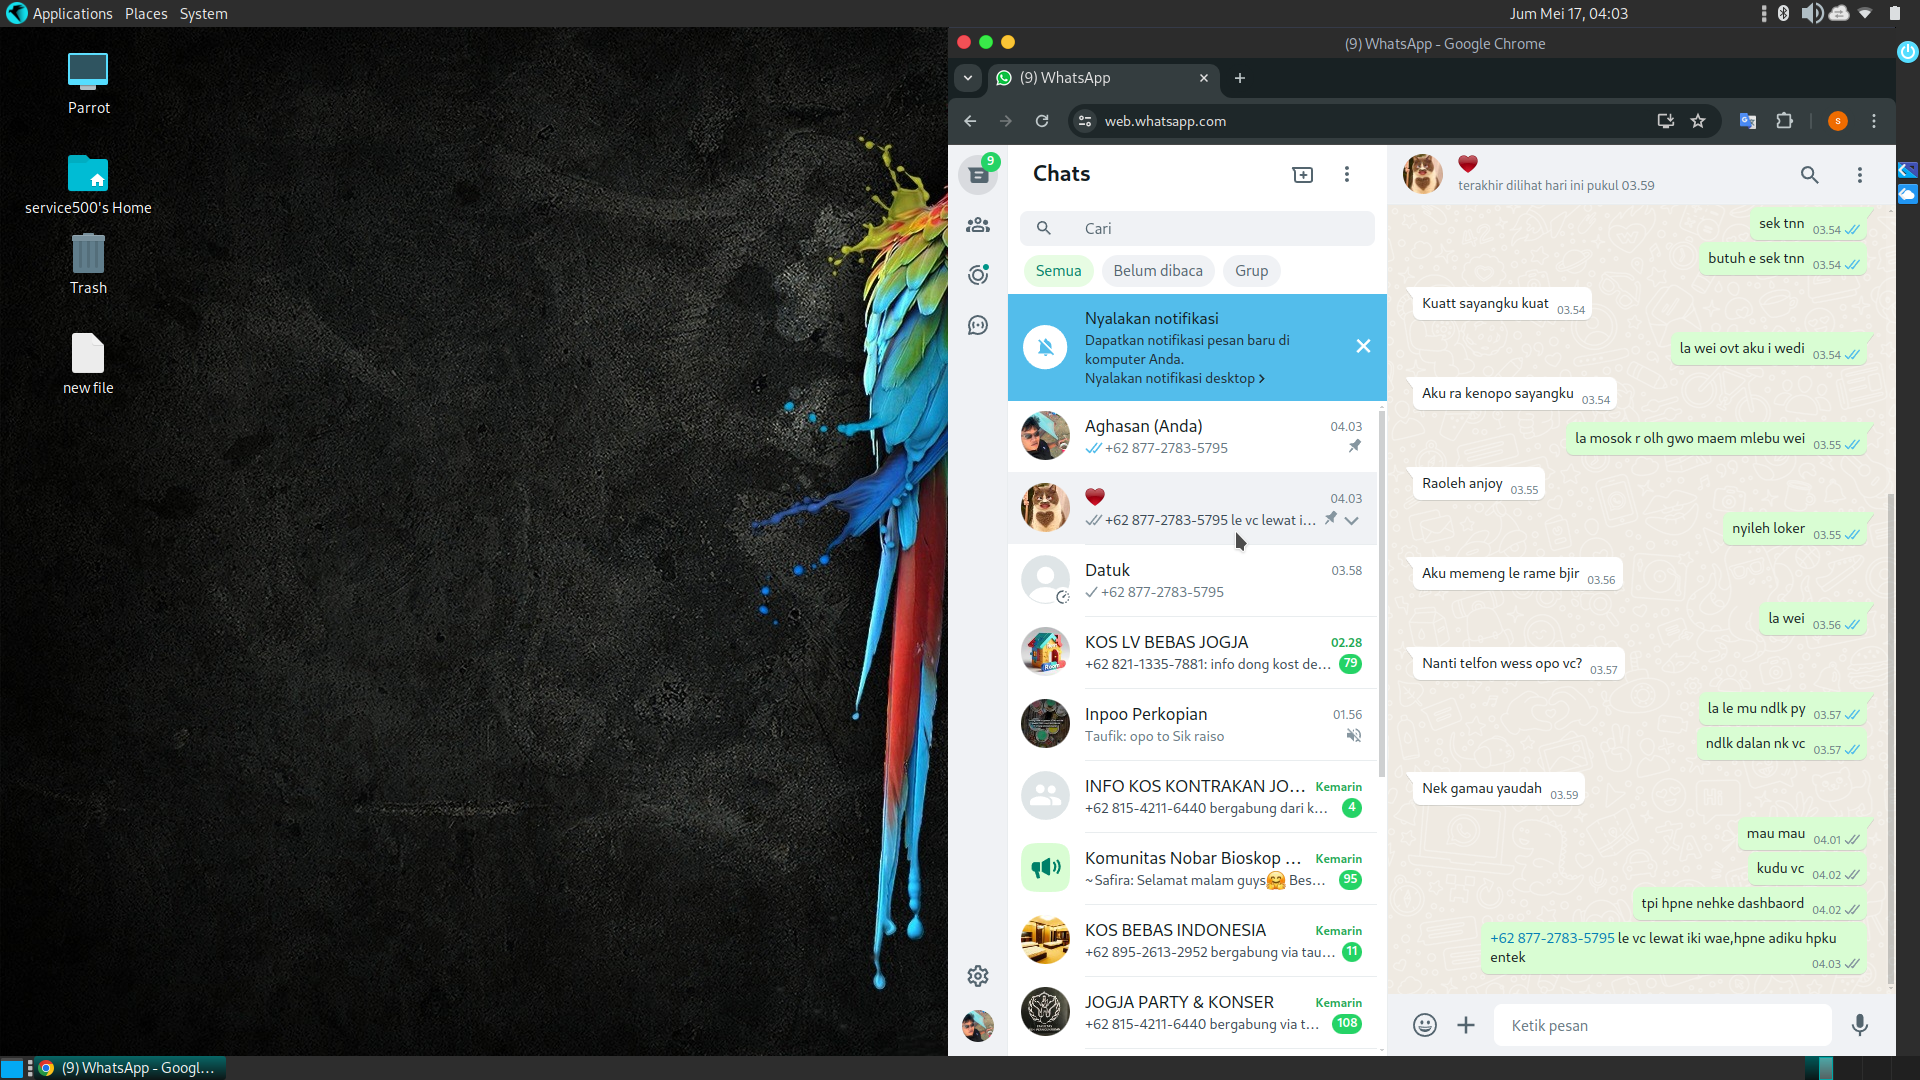 Applications Places System
Jum Mei 17, 04:03
Parrot
service500's Home
Trash
new file
(9) WhatsApp - Google Chrome
(9) WhatsApp
web.whatsapp.com
s
9
Chats
Cari
Semua Belum dibaca Grup
Nyalakan notifikasi
Dapatkan notifikasi pesan baru di
komputer Anda.
Nyalakan notifikasi desktop
Aghasan (Anda) 04.03
+62 877-2783-5795
04.03
+62 877-2783-5795 le vc lewat i...
Datuk 03.58
+62 877-2783-5795
KOS LV BEBAS JOGJA 02.28
+62 821-1335-7881: info dong kost de... 79
Inpoo Perkopian 01.56
Taufik: opo to Sik raiso
INFO KOS KONTRAKAN JO... Kemarin
+62 815-4211-6440 bergabung dari k... 4
Komunitas Nobar Bioskop ... Kemarin
~Safira: Selamat malam guys🤗 Bes... 95
KOS BEBAS INDONESIA Kemarin
+62 895-2613-2952 bergabung via tau... 11
JOGJA PARTY & KONSER Kemarin
+62 815-4211-6440 bergabung via t... 108
terakhir dilihat hari ini pukul 03.59
sek tnn 03.54
butuh e sek tnn 03.54
Kuatt sayangku kuat 03.54
la wei ovt aku i wedi 03.54
Aku ra kenopo sayangku 03.54
la mosok r olh gwo maem mlebu wei 03.55
Raoleh anjoy 03.55
nyileh loker 03.55
Aku memeng le rame bjir 03.56
la wei 03.56
Nanti telfon wess opo vc? 03.57
la le mu ndlk py 03.57
ndlk dalan nk vc 03.57
Nek gamau yaudah 03.59
mau mau 04.01
kudu vc 04.02
tpi hpne nehke dashbaord 04.02
+62 877-2783-5795 le vc lewat iki wae,hpne adiku hpku
entek 04.03
Ketik pesan
(9) WhatsApp - Googl...